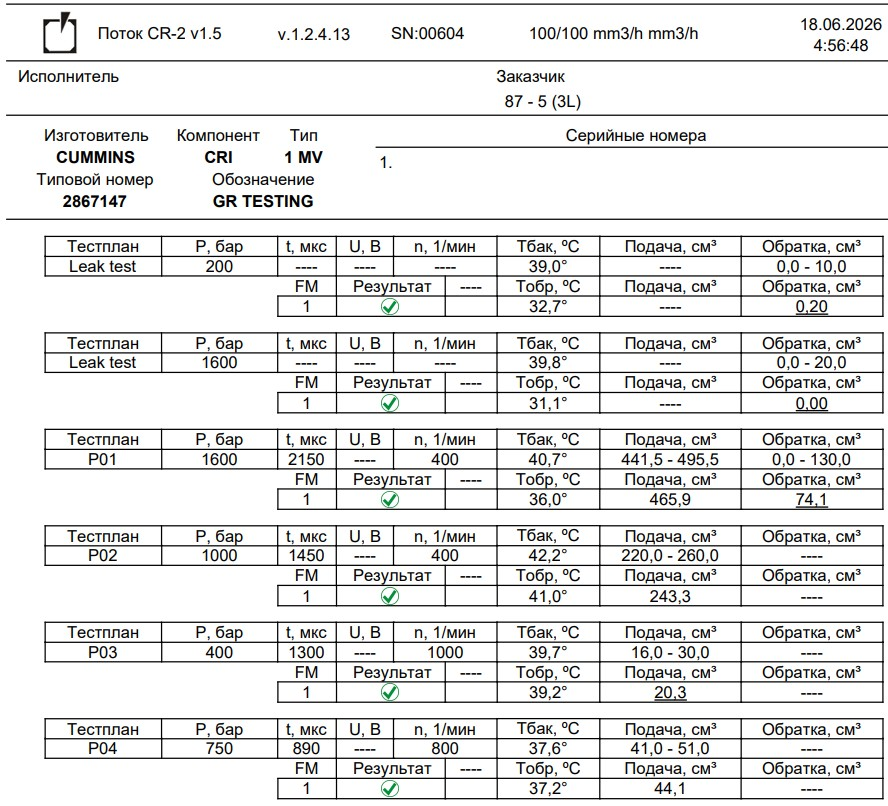 Поток CR-2 v1.5 v.1.2.4.13 SN:00604 100/100 mm3/h mm3/h 18.06.2026
4:56:48
Исполнитель Заказчик
87 - 5 (3L)
Изготовитель Компонент Тип Серийные номера
CUMMINS CRI 1 MV 1.
Типовой номер Обозначение
2867147 GR TESTING
Тестплан P, бар t, мкс U, В n, 1/мин Тбак, ºC Подача, см³ Обратка, см³
Leak test 200 ---- ---- ---- 39,0° ---- 0,0 - 10,0
FM Результат ---- Тобр, ºC Подача, см³ Обратка, см³
1 32,7° ---- 0,20
Тестплан P, бар t, мкс U, В n, 1/мин Тбак, ºC Подача, см³ Обратка, см³
Leak test 1600 ---- ---- ---- 39,8° ---- 0,0 - 20,0
FM Результат ---- Тобр, ºC Подача, см³ Обратка, см³
1 31,1° ---- 0,00
Тестплан P, бар t, мкс U, В n, 1/мин Тбак, ºC Подача, см³ Обратка, см³
P01 1600 2150 ---- 400 40,7° 441,5 - 495,5 0,0 - 130,0
FM Результат ---- Тобр, ºC Подача, см³ Обратка, см³
1 36,0° 465,9 74,1
Тестплан P, бар t, мкс U, В n, 1/мин Тбак, ºC Подача, см³ Обратка, см³
P02 1000 1450 ---- 400 42,2° 220,0 - 260,0 ----
FM Результат ---- Тобр, ºC Подача, см³ Обратка, см³
1 41,0° 243,3 ----
Тестплан P, бар t, мкс U, В n, 1/мин Тбак, ºC Подача, см³ Обратка, см³
P03 400 1300 ---- 1000 39,7° 16,0 - 30,0 ----
FM Результат ---- Тобр, ºC Подача, см³ Обратка, см³
1 39,2° 20,3 ----
Тестплан P, бар t, мкс U, В n, 1/мин Тбак, ºC Подача, см³ Обратка, см³
P04 750 890 ---- 800 37,6° 41,0 - 51,0 ----
FM Результат ---- Тобр, ºC Подача, см³ Обратка, см³
1 37,2° 44,1 ----